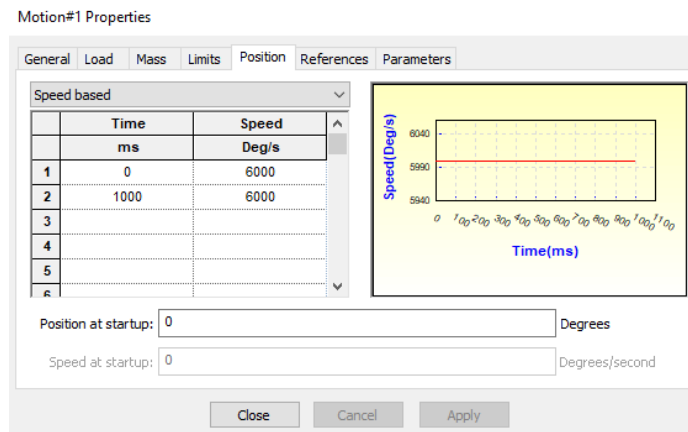 Motion#1 Properties
General Load Mass Limits Position References Parameters
Speed based
Time Speed
ms Deg/s
1 0 6000
2 1000 6000
3
4
5
6
Speed(Deg/s)
6040
5990
5940
0 100 200 300 400 500 600 700 800 900 1000 1100
Time(ms)
Position at startup: 0 Degrees
Speed at startup: 0 Degrees/second
Close Cancel Apply